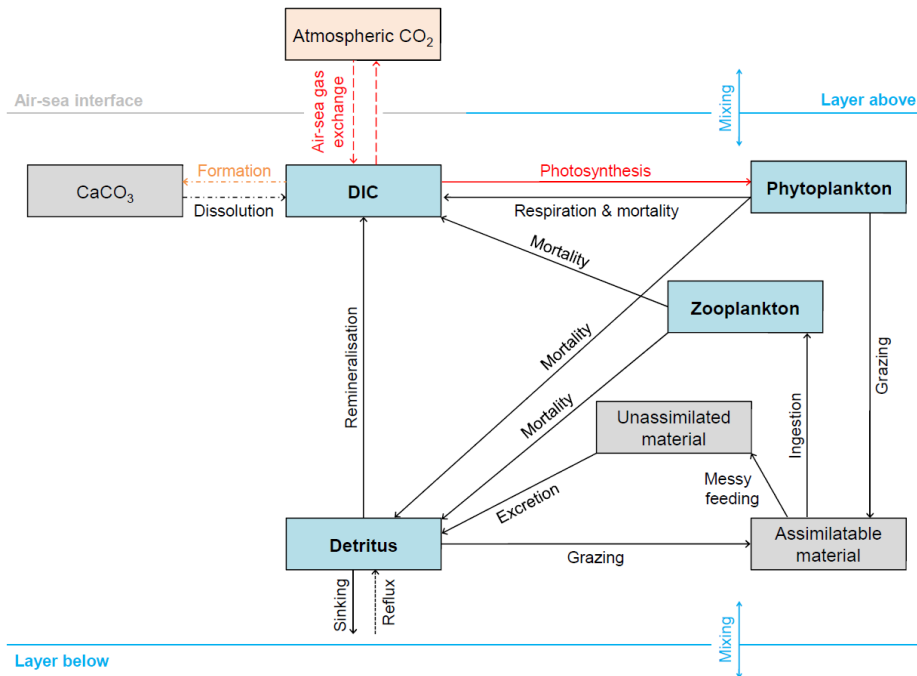 Atmospheric CO₂
Air-sea gas
exchange
Mixing
Air-sea interface
Layer above
CaCO₃
Formation
Dissolution
DIC
Photosynthesis
Respiration & mortality
Phytoplankton
Mortality
Zooplankton
Remineralisation
Mortality
Mortality
Grazing
Ingestion
Unassimilated
material
Messy
feeding
Excretion
Detritus
Grazing
Assimilatable
material
Sinking
Reflux
Mixing
Layer below